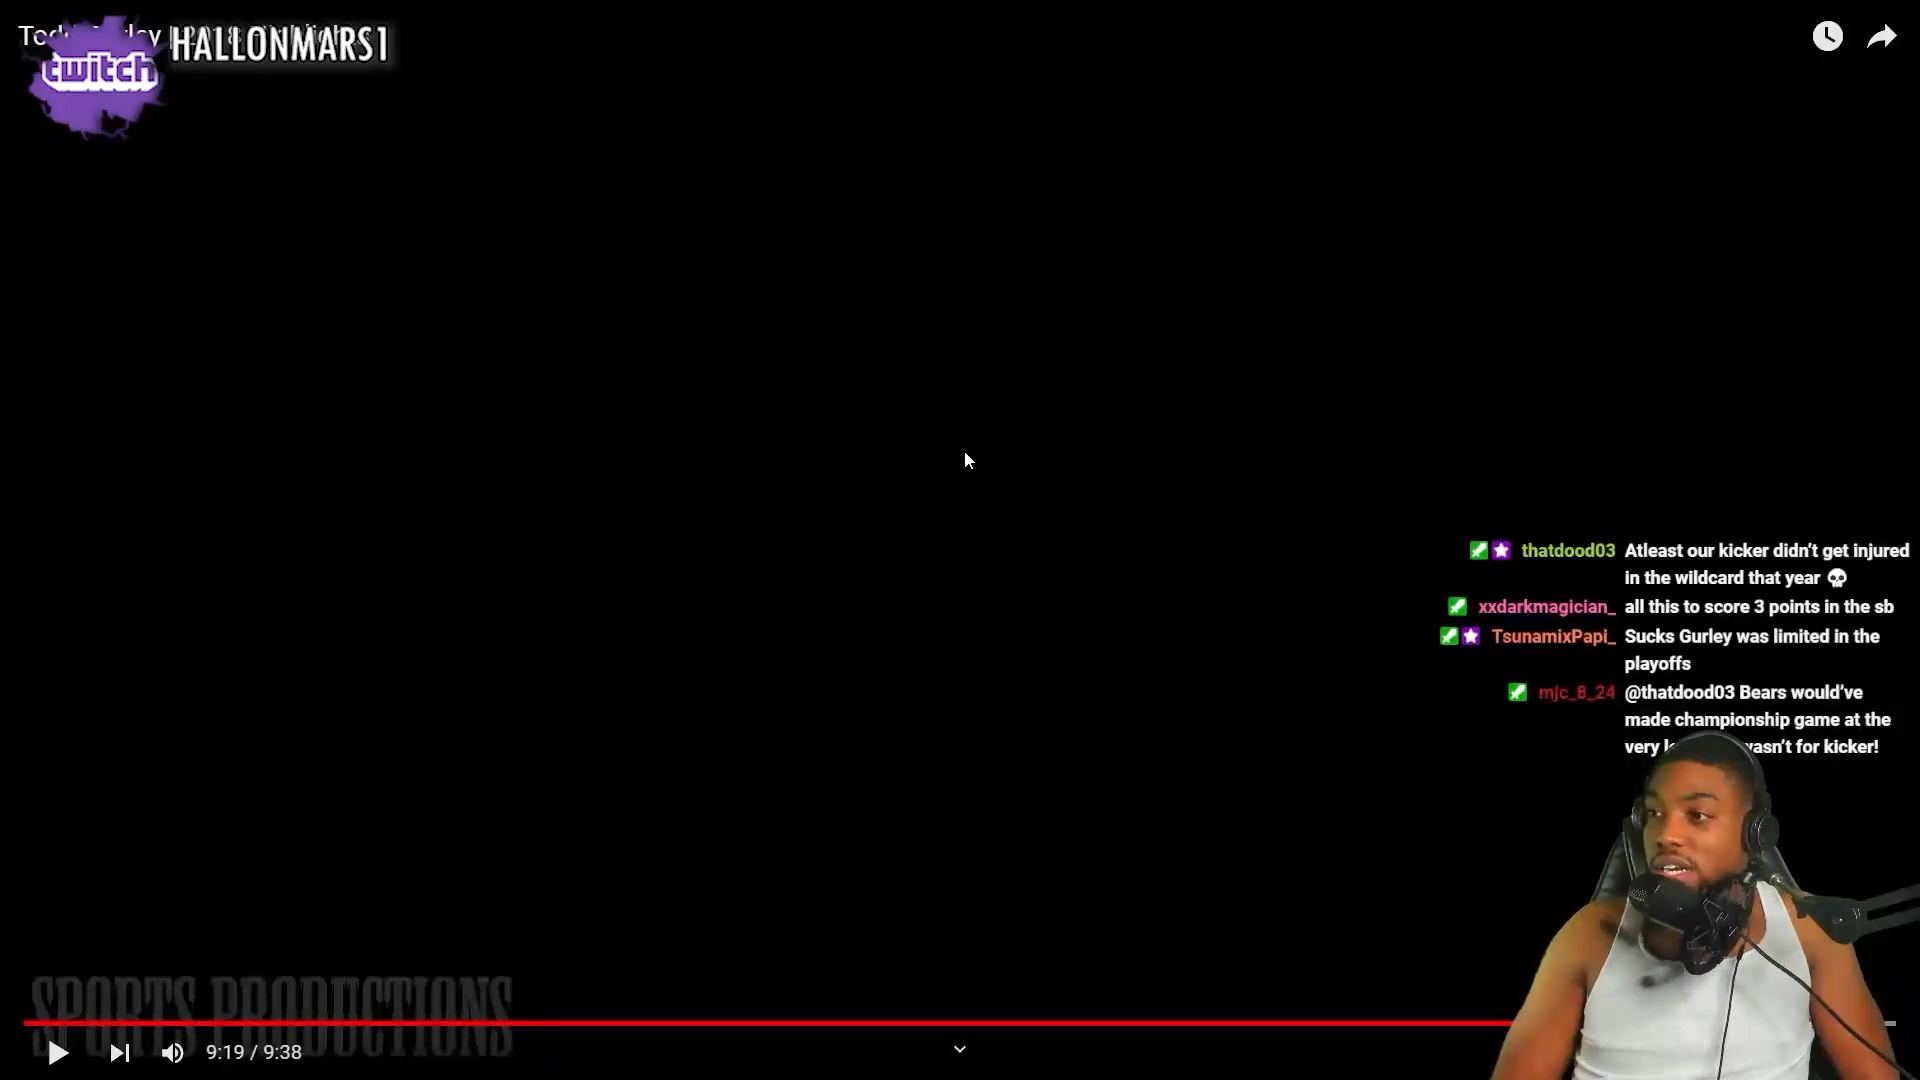 twitch
HALLONMARS1
thatdood03 Atleast our kicker didn't get injured
in the wildcard that year 💀
xxdarkmagician_ all this to score 3 points in the sb
TsunamixPapi_ Sucks Gurley was limited in the
playoffs
mjc_8_24 @thatdood03 Bears would've
made championship game at the
very wasn't for kicker!
SPORTS PRODUCTIONS
9:19 / 9:38